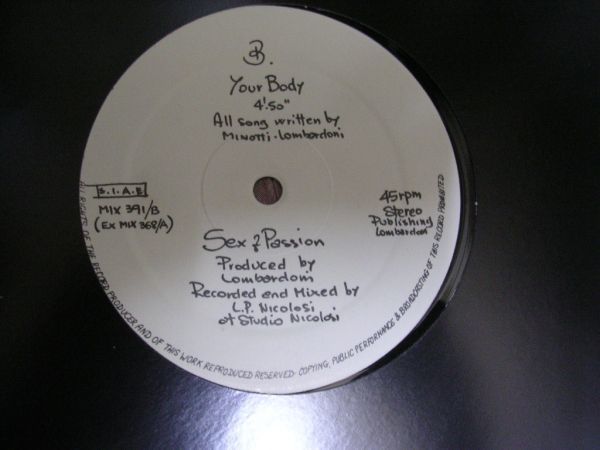 B.
Your Body
4'.50"
All song written by
Minotti - Lombardoni
S.I.A.E
MIX 391/B
(EX MIX 368/A)
45rpm
Stereo
Publishing
Lombardoni
Sex & Passion
Produced by
Lombardoni
Recorded end Mixed by
L.P. Nicolosi
at Studio Nicolosi
ALL RIGHTS OF THE RECORD PRODUCER AND OF THIS WORK REPRODUCED RESERVED - COPYING, PUBLIC PERFORMANCE & BROADCASTING OF THIS RECORD PROHIBITED